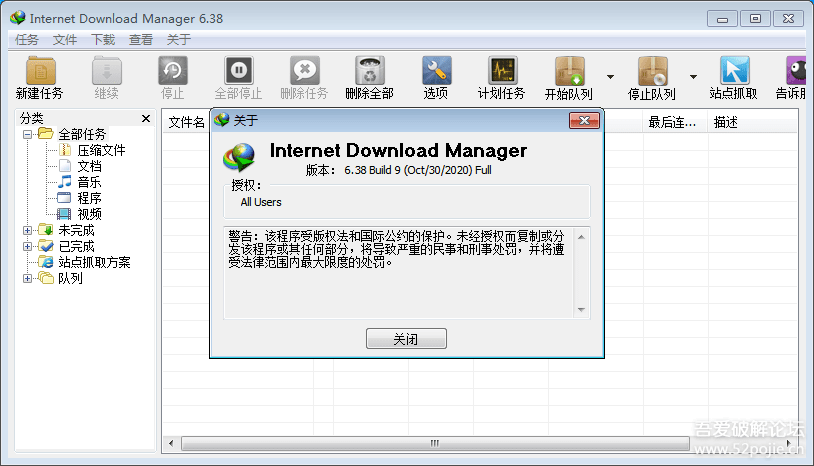 Internet Download Manager 6.38
任务 文件 下载 查看 关于
新建任务 继续 停止 全部停止 删除任务 删除全部 选项 计划任务 开始队列 停止队列 站点抓取 告诉朋
分类
全部任务
压缩文件
文档
音乐
程序
视频
未完成
已完成
站点抓取方案
队列
文件名 最后连... 描述
关于
Internet Download Manager
版本: 6.38 Build 9 (Oct/30/2020) Full
授权:
All Users
警告：该程序受版权法和国际公约的保护。未经授权而复制或分
发该程序或其任何部分，将导致严重的民事和刑事处罚，并将遭
受法律范围内最大限度的处罚。
关闭
吾爱破解论坛
www.52pojie.cn